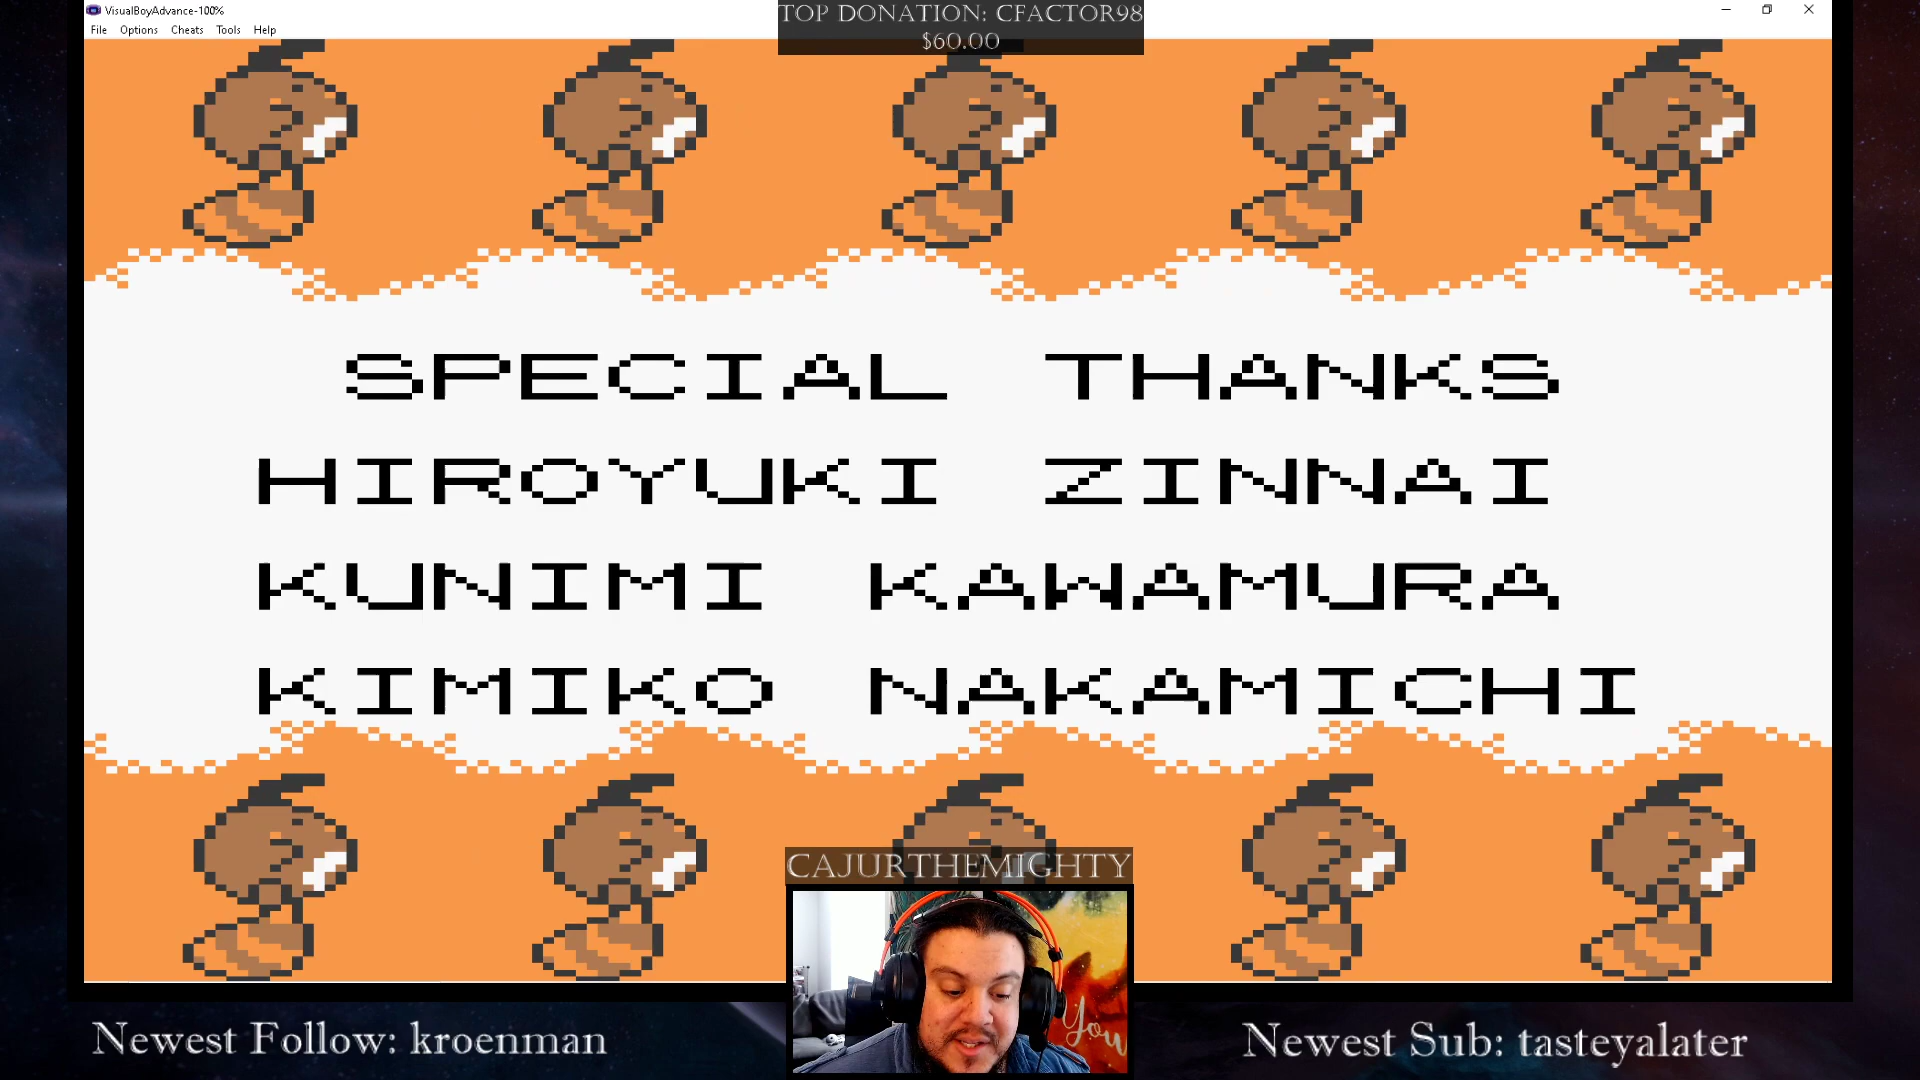 VisualBoyAdvance-100%
File Options Cheats Tools Help
TOP DONATION: CFACTOR98
$60.00
SPECIAL THANKS
HIROYUKI ZINNAI
KUNIMI KAWAMURA
KIMIKO NAKAMICHI
CAJURTHEMIGHTY
You
Newest Follow: kroenman
Newest Sub: tasteyalater